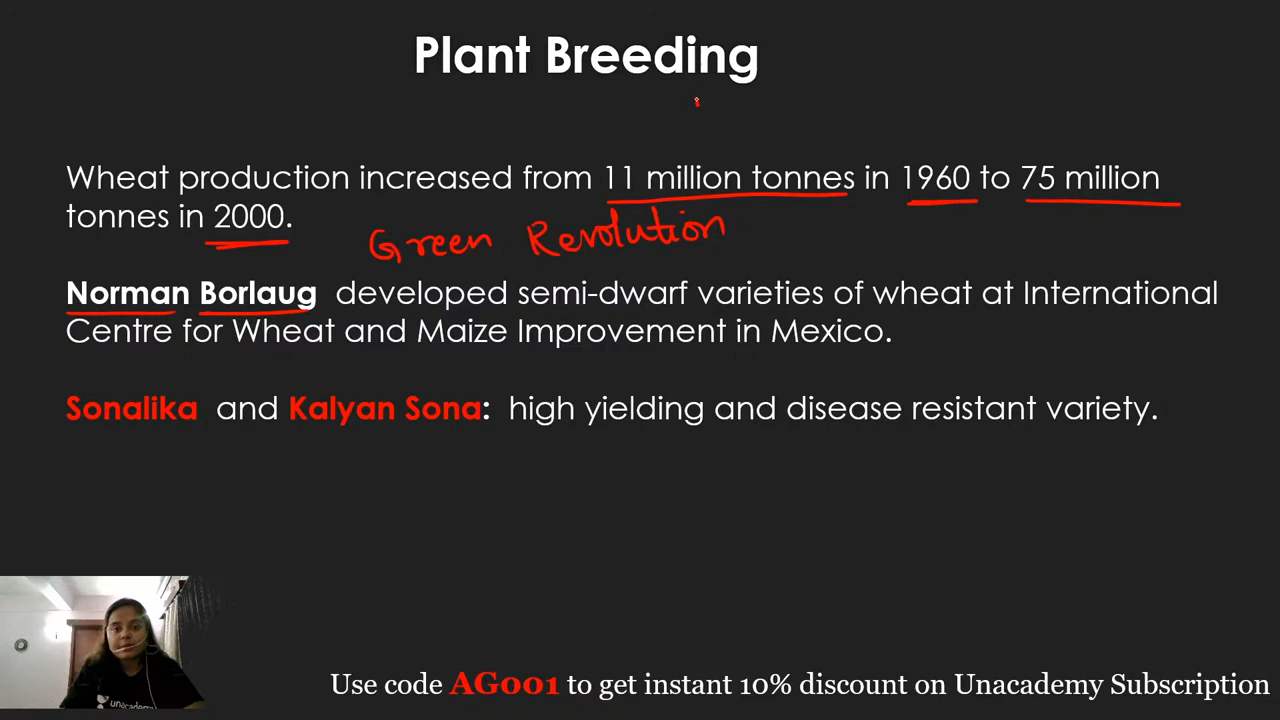 Plant Breeding
Wheat production increased from 11 million tonnes in 1960 to 75 million
tonnes in 2000.
Green Revolution
Norman Borlaug developed semi-dwarf varieties of wheat at International
Centre for Wheat and Maize Improvement in Mexico.
Sonalika and Kalyan Sona: high yielding and disease resistant variety.
unacademy
Use code AG001 to get instant 10% discount on Unacademy Subscription